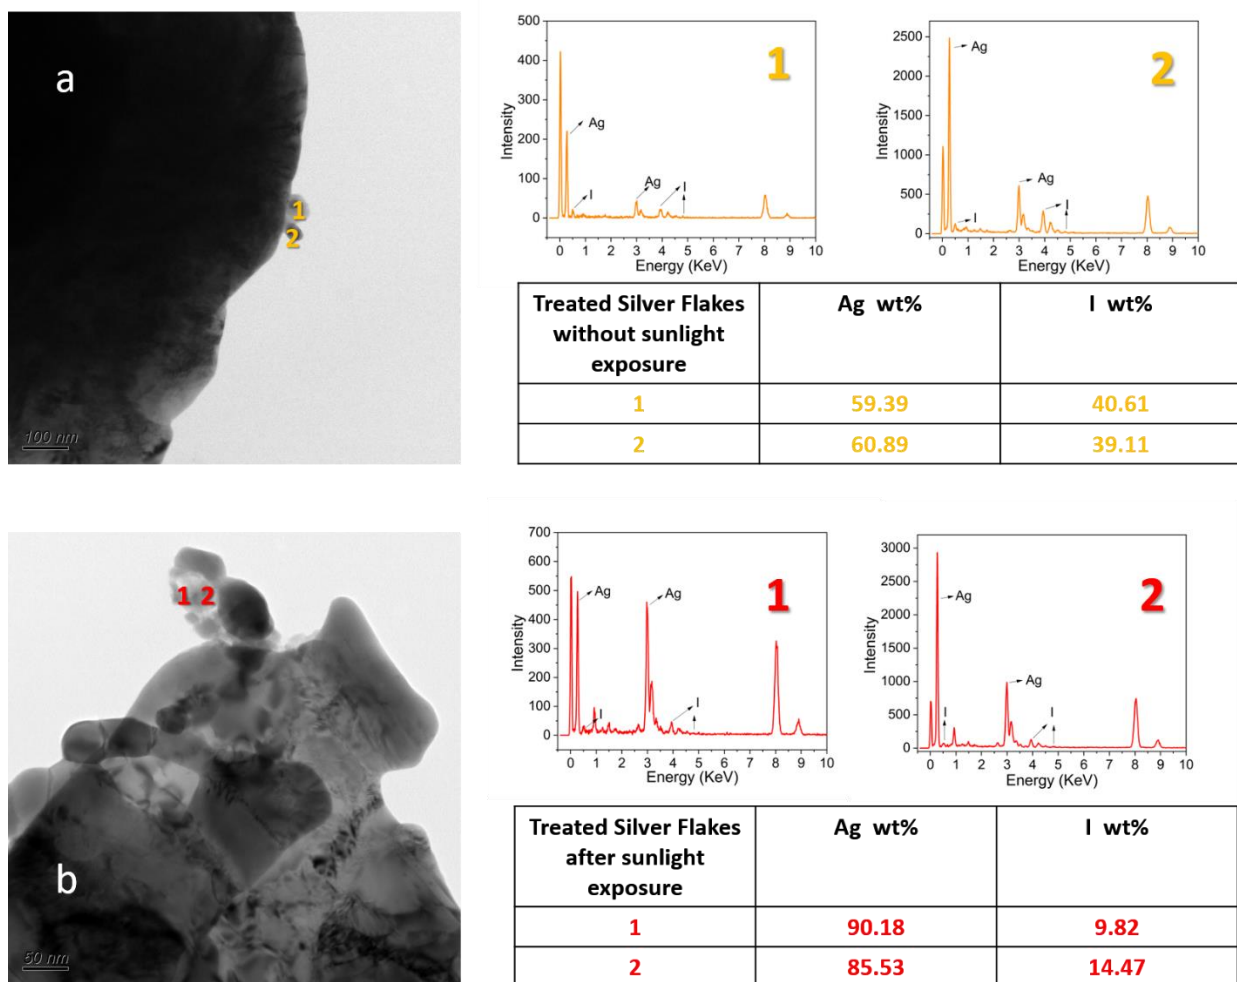 a
1
2
100 nm
500
400
300
200
100
0
Intensity
Ag
I
Ag
I
1
0 1 2 3 4 5 6 7 8 9 10
Energy (KeV)
2500
2000
1500
1000
500
0
Intensity
Ag
I
Ag
I
2
0 1 2 3 4 5 6 7 8 9 10
Energy (KeV)
Treated Silver Flakes without sunlight exposure Ag wt% I wt%
1 59.39 40.61
2 60.89 39.11
b
1 2
50 nm
700
600
500
400
300
200
100
0
Intensity
Ag
I
Ag
I
1
0 1 2 3 4 5 6 7 8 9 10
Energy (KeV)
3000
2500
2000
1500
1000
500
0
Intensity
Ag
I
Ag
I
2
0 1 2 3 4 5 6 7 8 9 10
Energy (KeV)
Treated Silver Flakes after sunlight exposure Ag wt% I wt%
1 90.18 9.82
2 85.53 14.47